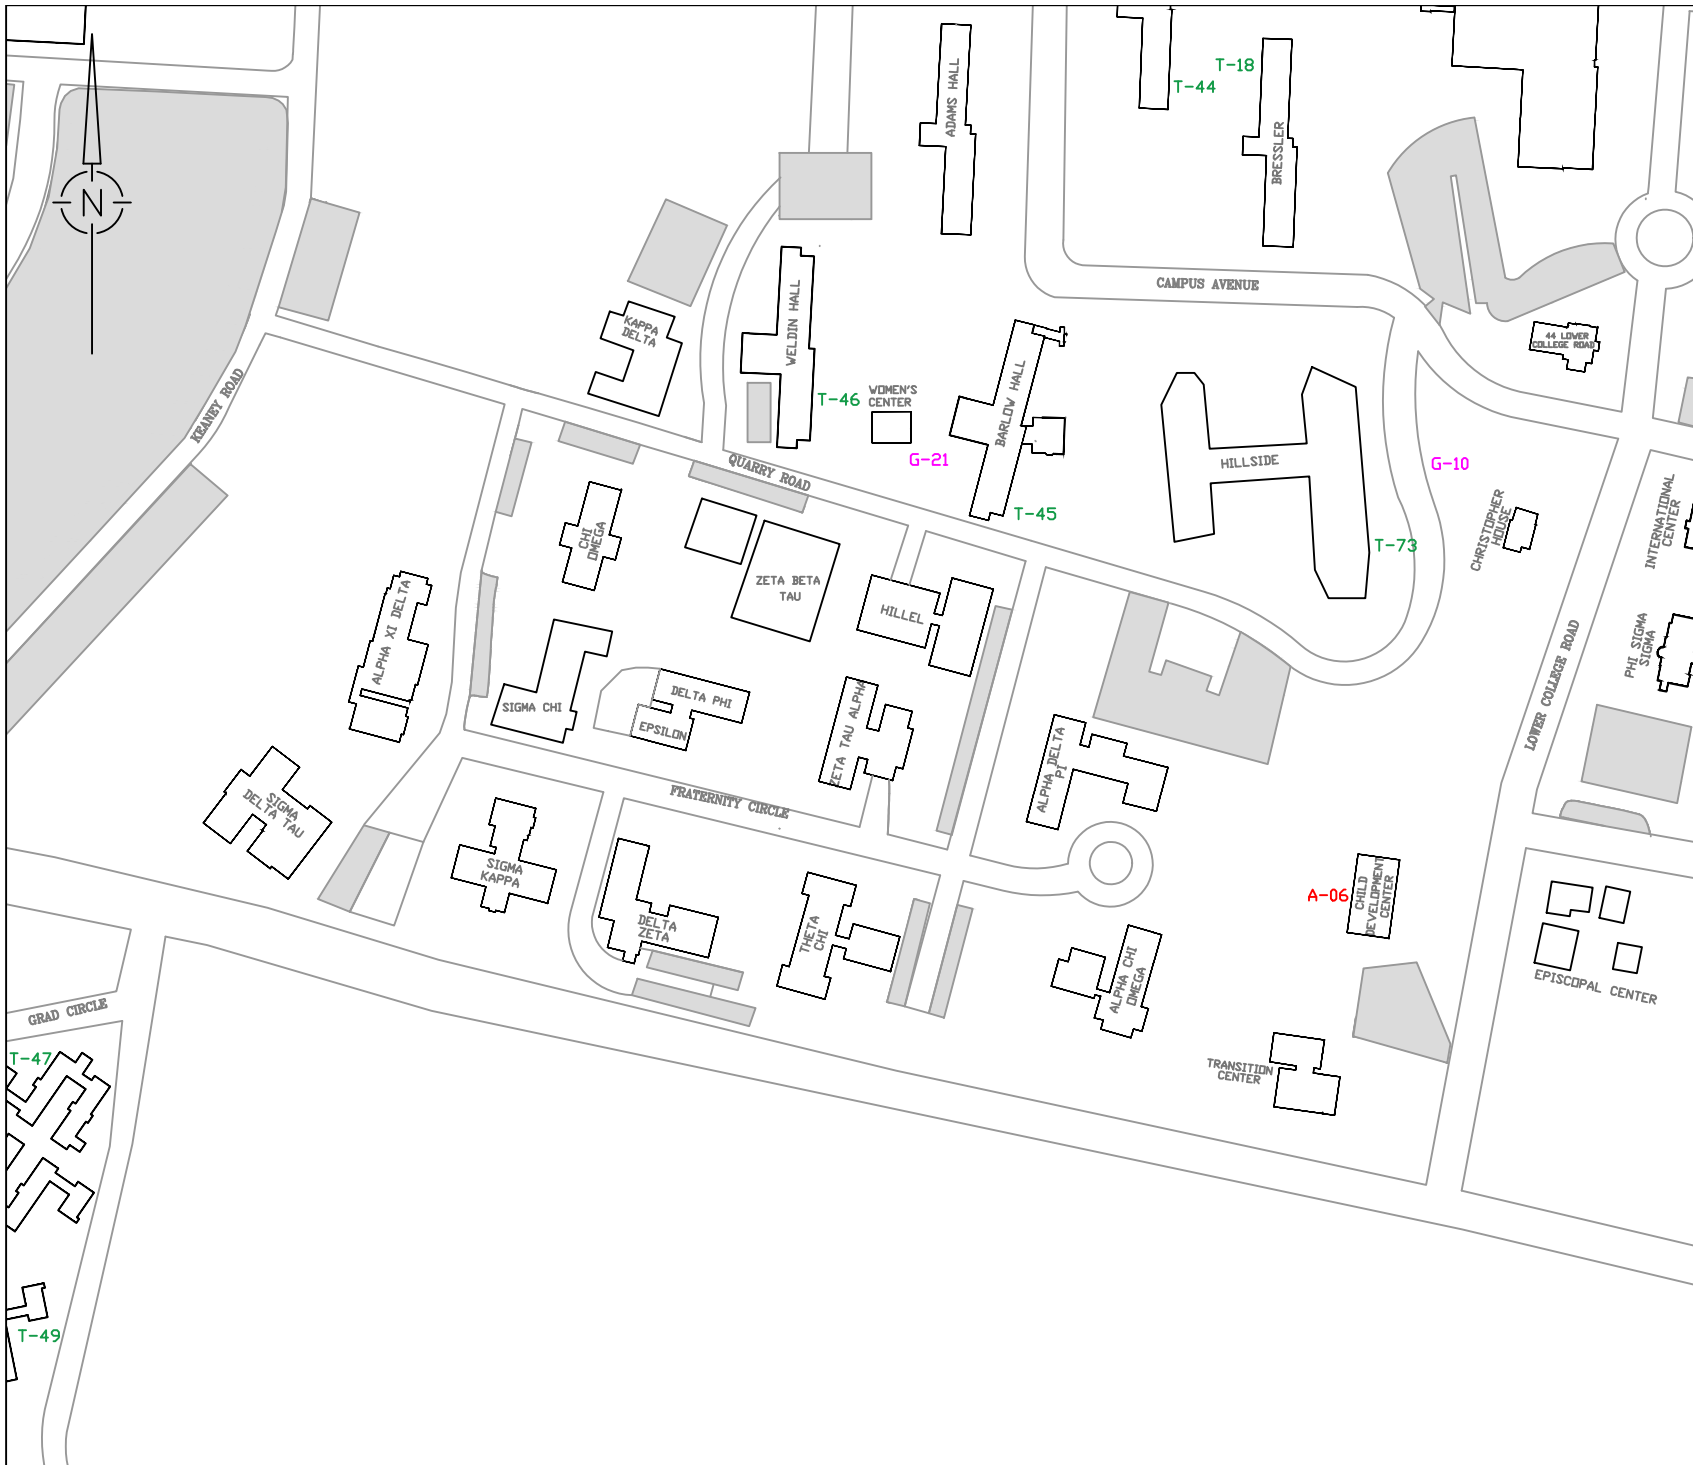 ADAMS HALL
T-44
T-18
BRESSLER
N
CAMPUS AVENUE
KAPPA
DELTA
WELDIN HALL
44 LOWER
COLLEGE ROAD
KEANEY ROAD
T-46
WOMEN'S
CENTER
BARLOW HALL
G-21
QUARRY ROAD
HILLSIDE
G-10
T-45
T-73
CHRISTOPHER
HOUSE
INTERNATIONAL
CENTER
CHI
OMEGA
ZETA BETA
TAU
HILLEL
ALPHA XI DELTA
PHI SIGMA
SIGMA
LOWER COLLEGE ROAD
SIGMA CHI
DELTA PHI
EPSILON
ZETA TAU ALPHA
ALPHA DELTA
PI
SIGMA
DELTA TAU
FRATERNITY CIRCLE
SIGMA
KAPPA
DELTA
ZETA
THETA
CHI
A-06
CHILD
DEVELOPMENT
CENTER
ALPHA CHI
OMEGA
EPISCOPAL CENTER
GRAD CIRCLE
T-47
TRANSITION
CENTER
T-49